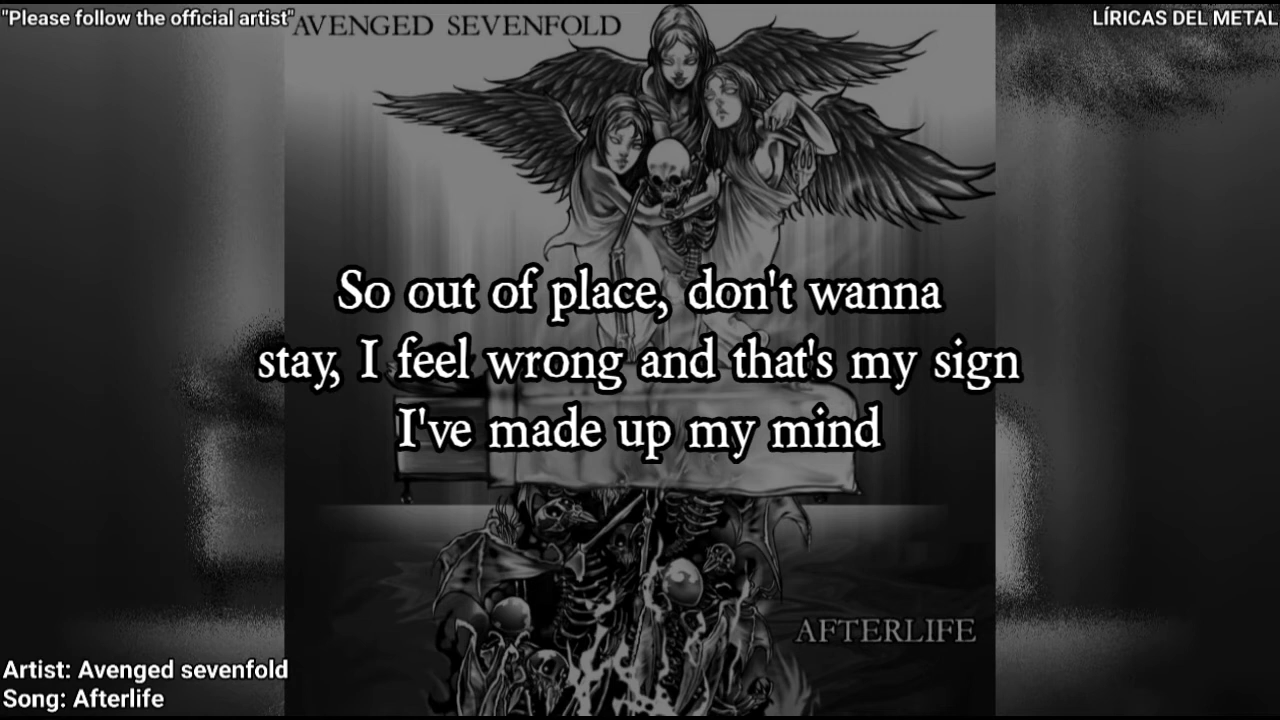 "Please follow the official artist"
AVENGED SEVENFOLD
LÍRICAS DEL METAL
So out of place, don't wanna
stay, I feel wrong and that's my sign
I've made up my mind
AFTERLIFE
Artist: Avenged sevenfold
Song: Afterlife